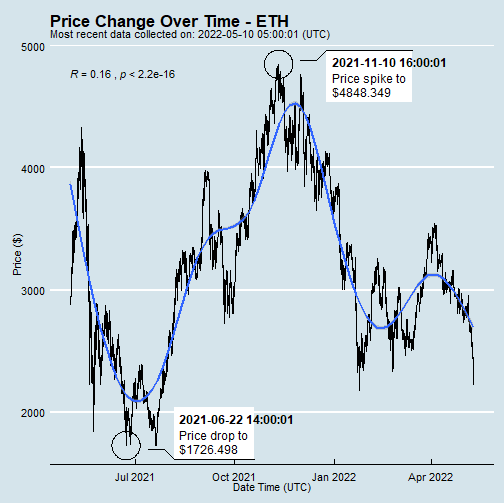 Price Change Over Time - ETH
Most recent data collected on: 2022-05-10 05:00:01 (UTC)
5000
4000
3000
2000
Price ($)
R = 0.16 , p < 2.2e-16
2021-11-10 16:00:01
Price spike to
$4848.349
2021-06-22 14:00:01
Price drop to
$1726.498
Jul 2021
Oct 2021
Jan 2022
Apr 2022
Date Time (UTC)